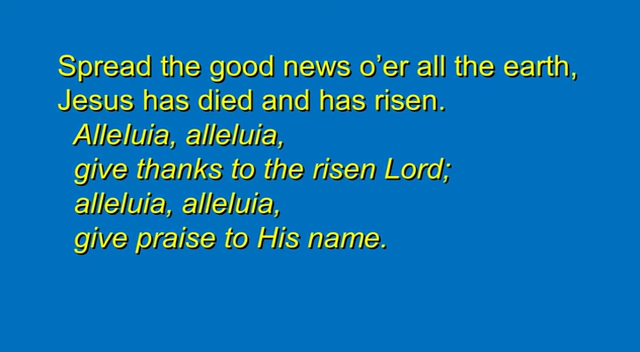 Spread the good news o’er all the earth,
Jesus has died and has risen.
Alleluia, alleluia,
give thanks to the risen Lord;
alleluia, alleluia,
give praise to His name.